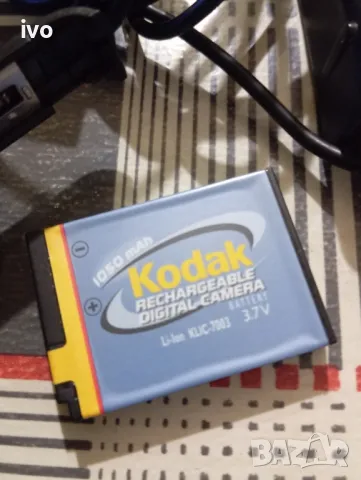 ivo
1050 mAh
Kodak
RECHARGEABLE
DIGITAL CAMERA
BATTERY
Li-Ion KLIC-7003
3.7V
BAZAR